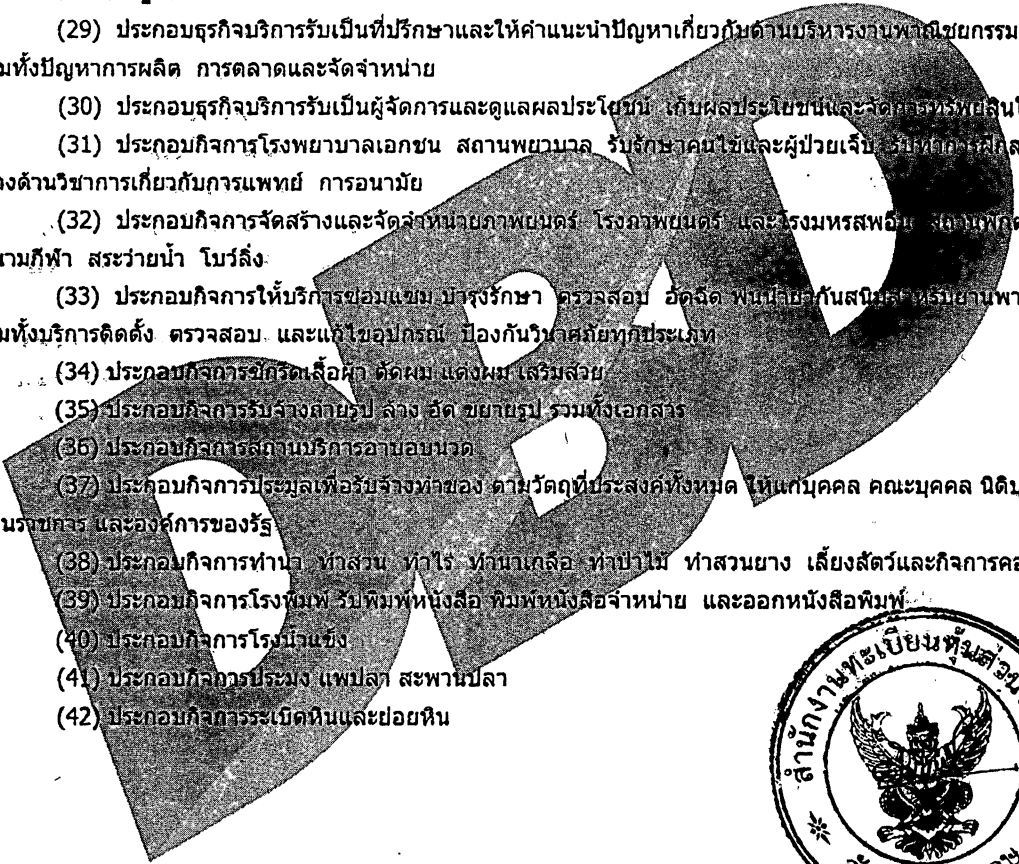 (29) ประกอบธุรกิจบริการรับเป็นที่ปรึกษาและให้คำแนะนำปัญหาเกี่ยวกับด้านบริหารงานพาณิชยกรรม
มทั้งปัญหาการผลิต การตลาดและจัดจำหน่าย
(30) ประกอบธุรกิจบริการรับเป็นผู้จัดการและดูแลผลประโยชน์ เก็บผลประโยชน์และจัดการทรัพย์สินใ
(31) ประกอบกิจการโรงพยาบาลเอกชน สถานพยาบาล รับรักษาคนไข้และผู้ป่วยเจ็บ รับทำการฝึกส
งด้านวิชาการเกี่ยวกับการแพทย์ การอนามัย
(32) ประกอบกิจการจัดสร้างและจัดจำหน่ายภาพยนตร์ โรงภาพยนตร์ และโรงมหรสพอื่น สถานพักต
นามกีฬา สระว่ายน้ำ โบว์ลิ่ง
(33) ประกอบกิจการให้บริการซ่อมแซม บำรุงรักษา ตรวจสอบ อัดฉีด พ่นน้ำยากันสนิมสำหรับยานพา
มทั้งบริการติดตั้ง ตรวจสอบ และแก้ไขอุปกรณ์ ป้องกันวินาศภัยทุกประเภท
(34) ประกอบกิจการซักรีดเสื้อผ้า ตัดผม แต่งผม เสริมสวย
(35) ประกอบกิจการรับจ้างถ่ายรูป ล้าง อัด ขยายรูป รวมทั้งเอกสาร
(36) ประกอบกิจการสถานบริการอาบอบนวด
(37) ประกอบกิจการประมูลเพื่อรับจ้างทำของ ตามวัตถุที่ประสงค์ทั้งหมด ให้แก่บุคคล คณะบุคคล นิติบุ
นราชการ และองค์การของรัฐ
(38) ประกอบกิจการทำนา ทำสวน ทำไร่ ทำนาเกลือ ทำป่าไม้ ทำสวนยาง เลี้ยงสัตว์และกิจการคอ
(39) ประกอบกิจการโรงพิมพ์ รับพิมพ์หนังสือ พิมพ์หนังสือจำหน่าย และออกหนังสือพิมพ์
(40) ประกอบกิจการโรงน้ำแข็ง
(41) ประกอบกิจการประมง แพปลา สะพานปลา
(42) ประกอบกิจการระเบิดหินและย่อยหิน
DBD
สำนักงานทะเบียนหุ้นส่วน